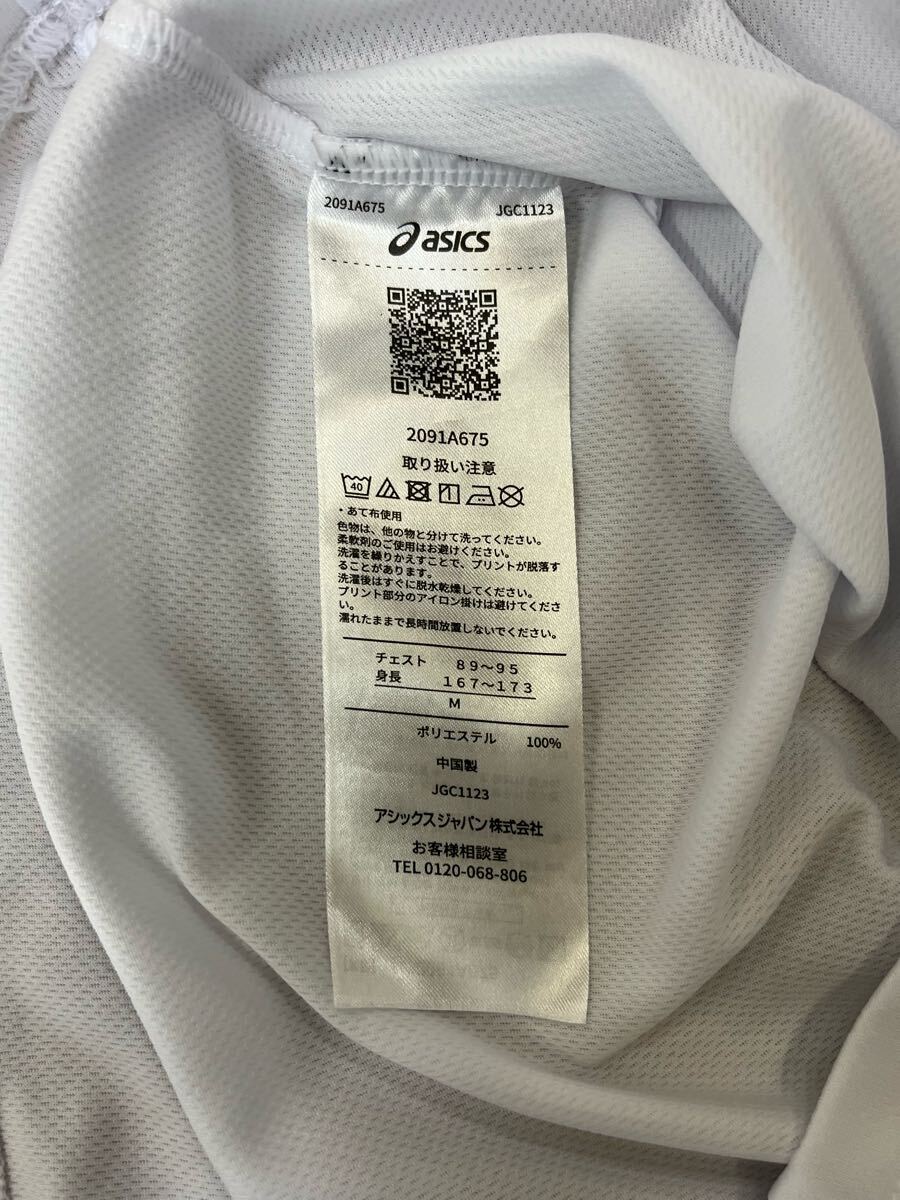 2091A675 JGC1123
asics
2091A675
取り扱い注意
40
・あて布使用
色物は、他の物と分けて洗ってください。
柔軟剤のご使用はお避けください。
洗濯を繰りかえすことで、プリントが脱落す
ることがあります。
洗濯後はすぐに脱水乾燥してください。
プリント部分のアイロン掛けは避けてくださ
い。
濡れたままで長時間放置しないでください。
チェスト 89～95
身長 167～173
M
ポリエステル 100%
中国製
JGC1123
アシックスジャパン株式会社
お客様相談室
TEL 0120-068-806